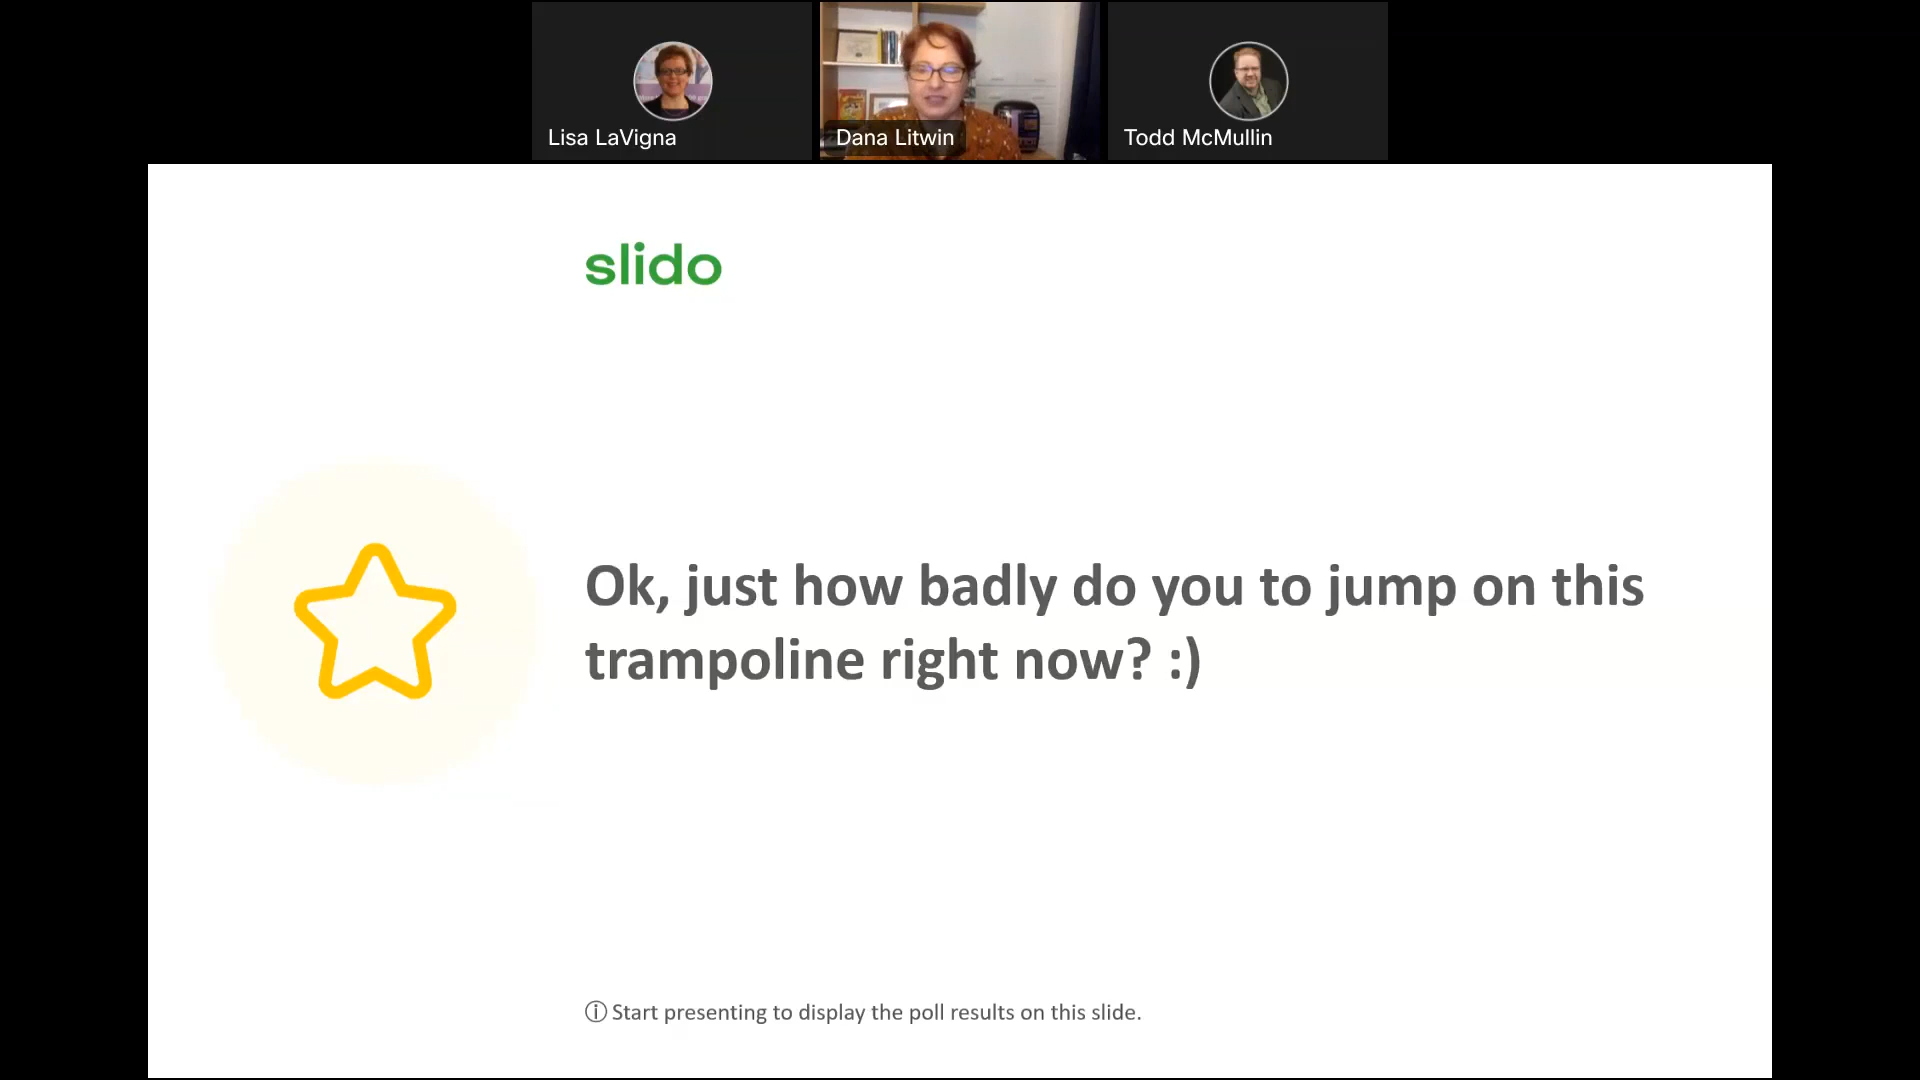 Lisa LaVigna
Dana Litwin
Todd McMullin
slido
Ok, just how badly do you to jump on this
trampoline right now? :)
Start presenting to display the poll results on this slide.